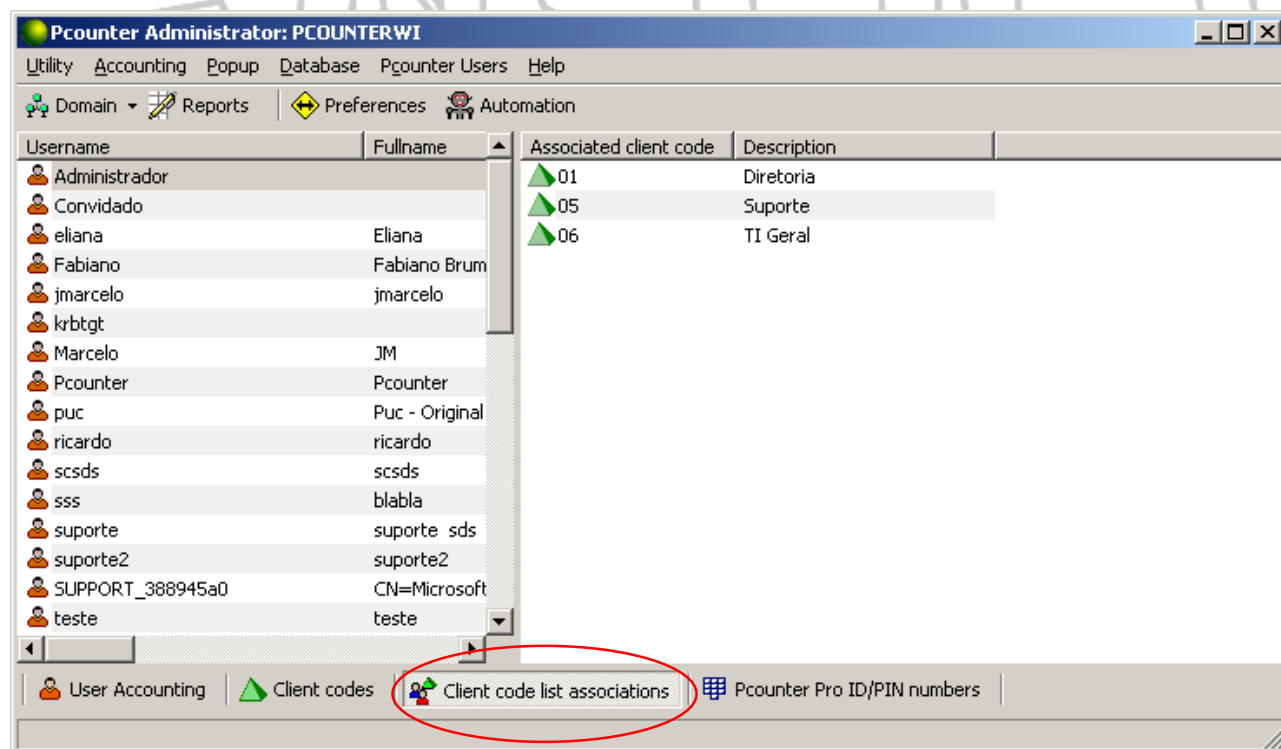 Pcounter Administrator: PCOUNTERWI
Utility Accounting Popup Database Pcounter Users Help
Domain Reports Preferences Automation
Username Fullname Associated client code Description
Administrador 01 Diretoria
Convidado 05 Suporte
eliana Eliana 06 TI Geral
Fabiano Fabiano Brum
jmarcelo jmarcelo
krbtgt
Marcelo JM
Pcounter Pcounter
puc Puc - Original
ricardo ricardo
scsds scsds
sss blabla
suporte suporte sds
suporte2 suporte2
SUPPORT_388945a0 CN=Microsoft
teste teste
User Accounting Client codes Client code list associations Pcounter Pro ID/PIN numbers